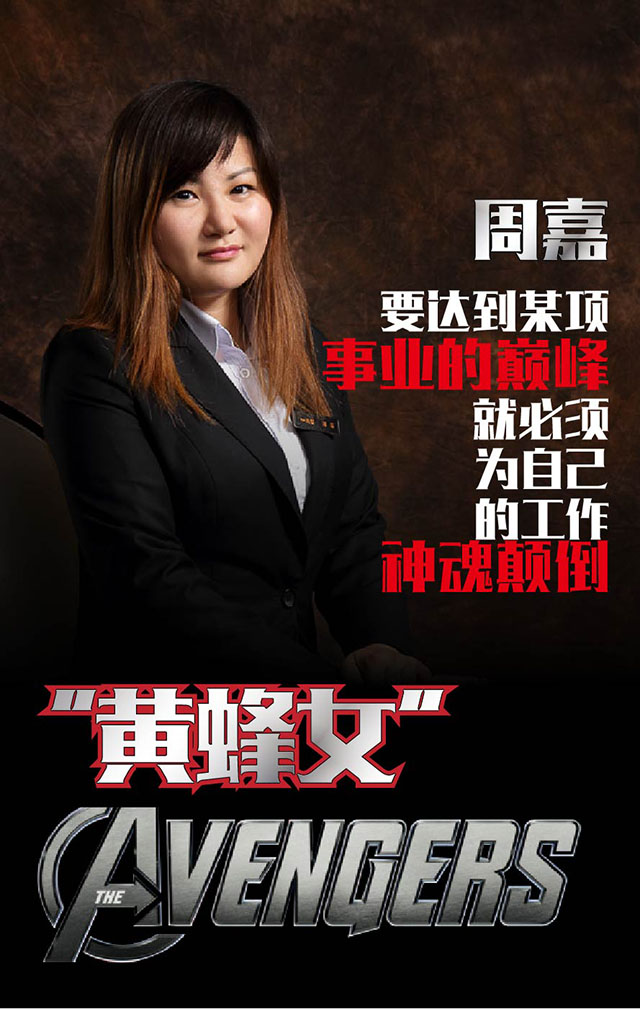 周嘉
要达到某项
事业的巅峰
就必须
为自己
的工作
神魂颠倒
"黄蜂女"
THE AVENGERS